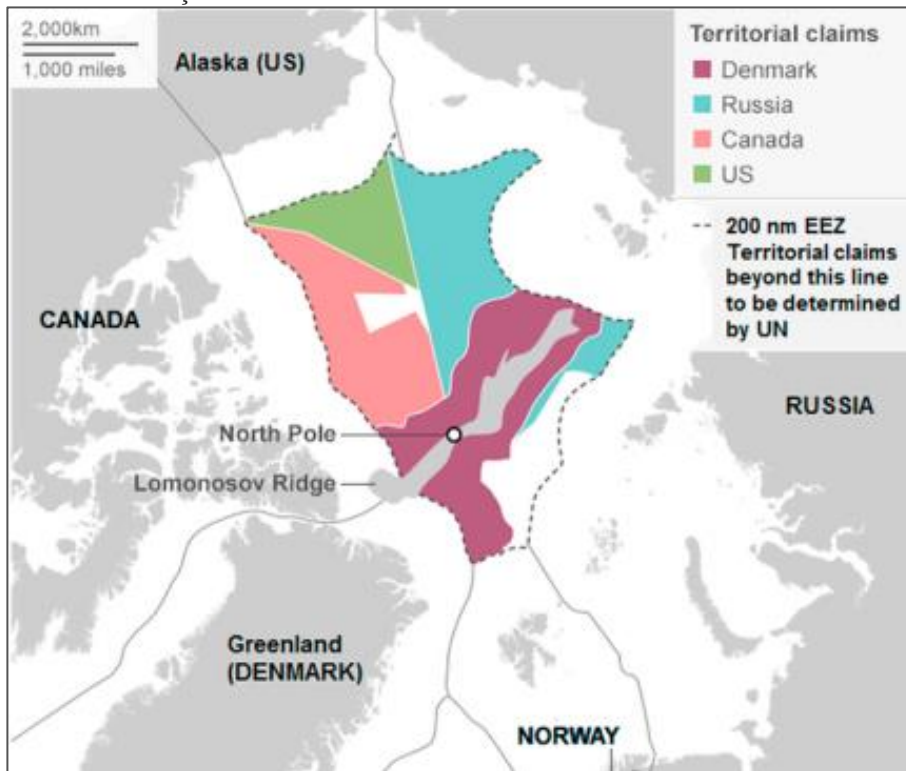 2,000km
1,000 miles
Alaska (US)
Territorial claims
Denmark
Russia
Canada
US
200 nm EEZ
Territorial claims
beyond this line
to be determined
by UN
CANADA
RUSSIA
North Pole
Lomonosov Ridge
Greenland
(DENMARK)
NORWAY